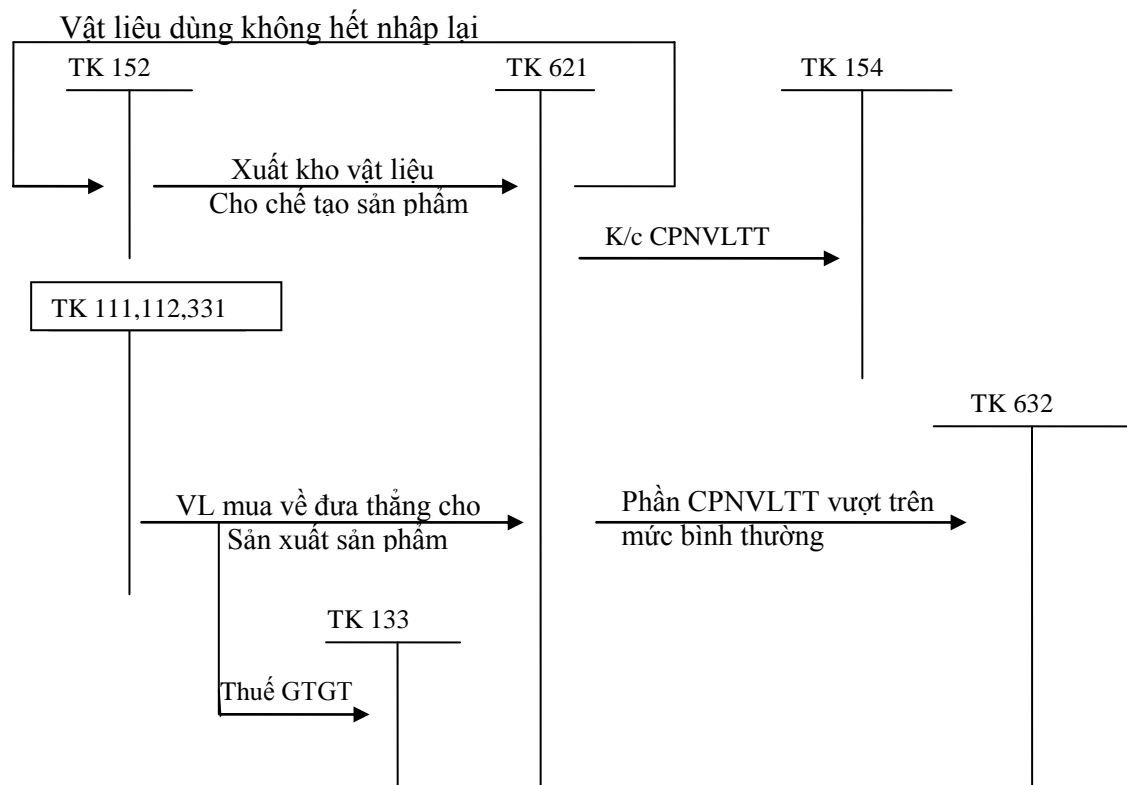 Vật liêu dùng không hết nhâp lại
TK 152
TK 621
TK 154
Xuất kho vật liệu
Cho chế tạo sản phẩm
K/c CPNVLTT
TK 111,112,331
TK 632
VL mua về đưa thẳng cho
Sản xuất sản phẩm
Phần CPNVLTT vượt trên
mức bình thường
TK 133
Thuế GTGT